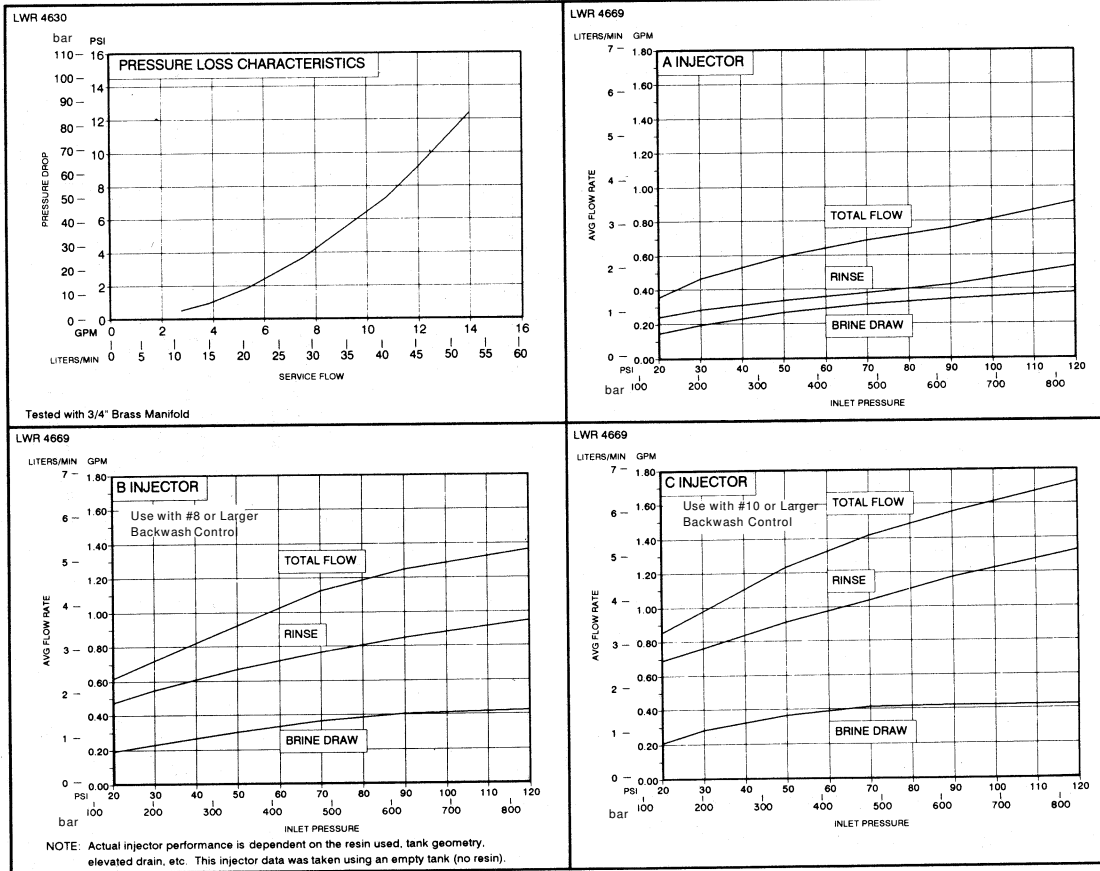 LWR 4630
bar PSI
PRESSURE LOSS CHARACTERISTICS
110 16
100
14
90
80 12
70
10
60
8
50
40 6
30
4
20
10 2
0 0
PRESSURE DROP
GPM 0 2 4 6 8 10 12 14 16
LITERS/MIN 0 5 10 15 20 25 30 35 40 45 50 55 60
SERVICE FLOW
Tested with 3/4" Brass Manifold
LWR 4669
LITERS/MIN GPM
7 1.80
A INJECTOR
1.60
6
1.40
5
1.20
4
1.00
3 0.80
0.60
2
0.40
1
0.20
0 0.00
AVG FLOW RATE
TOTAL FLOW
RINSE
BRINE DRAW
PSI 20 30 40 50 60 70 80 90 100 110 120
bar 100 200 300 400 500 600 700 800
INLET PRESSURE
LWR 4669
LITERS/MIN GPM
7 1.80
B INJECTOR
Use with #8 or Larger
Backwash Control
1.60
6
1.40
5
1.20
4
1.00
3 0.80
0.60
2
0.40
1
0.20
0 0.00
AVG FLOW RATE
TOTAL FLOW
RINSE
BRINE DRAW
PSI 20 30 40 50 60 70 80 90 100 110 120
bar 100 200 300 400 500 600 700 800
INLET PRESSURE
NOTE: Actual injector performance is dependent on the resin used, tank geometry,
elevated drain, etc. This injector data was taken using an empty tank (no resin).
LWR 4669
LITERS/MIN GPM
7 1.80
C INJECTOR
Use with #10 or Larger
Backwash Control
1.60
6
1.40
5
1.20
4
1.00
3 0.80
0.60
2
0.40
1
0.20
0 0.00
AVG FLOW RATE
TOTAL FLOW
RINSE
BRINE DRAW
PSI 20 30 40 50 60 70 80 90 100 110 120
bar 100 200 300 400 500 600 700 800
INLET PRESSURE